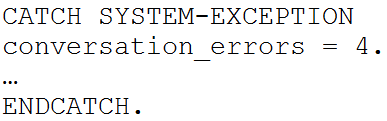 CATCH SYSTEM-EXCEPTION
conversation_errors = 4.
…
ENDCATCH.